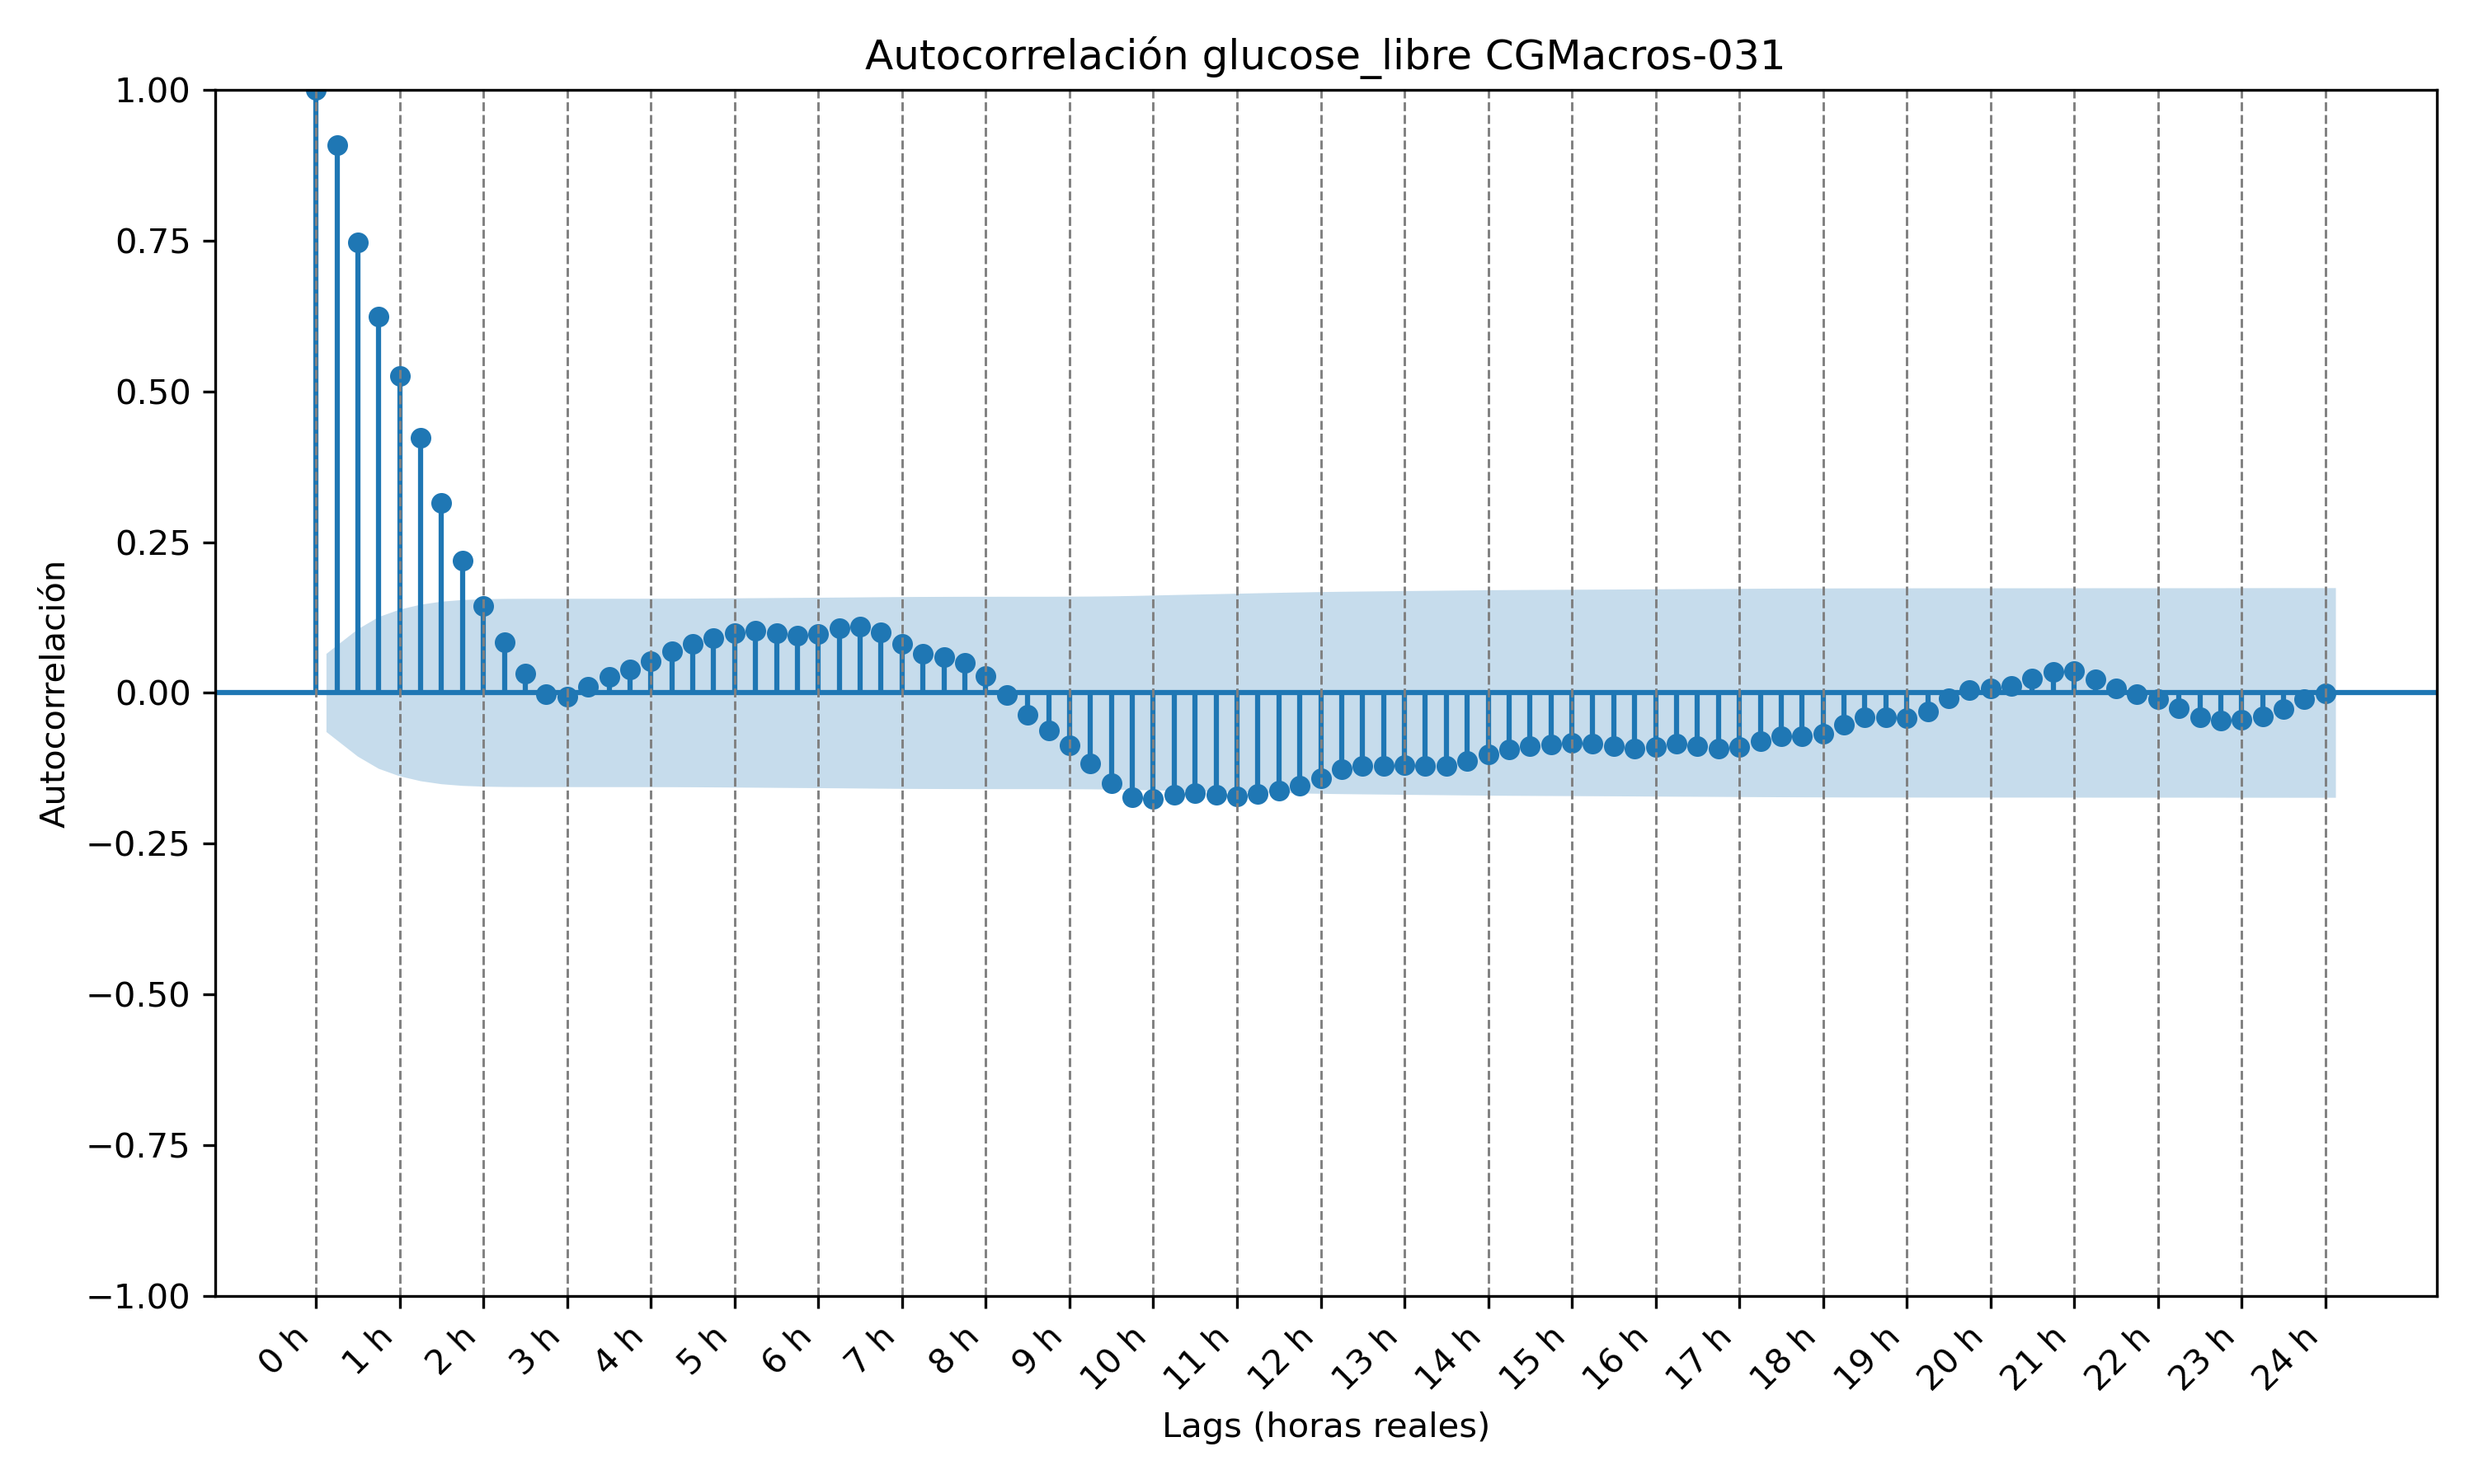 Autocorrelación glucose_libre CGMacros-031
1.00
0.75
0.50
0.25
0.00
−0.25
−0.50
−0.75
−1.00
Autocorrelación
0 h
1 h
2 h
3 h
4 h
5 h
6 h
7 h
8 h
9 h
10 h
11 h
12 h
13 h
14 h
15 h
16 h
17 h
18 h
19 h
20 h
21 h
22 h
23 h
24 h
Lags (horas reales)